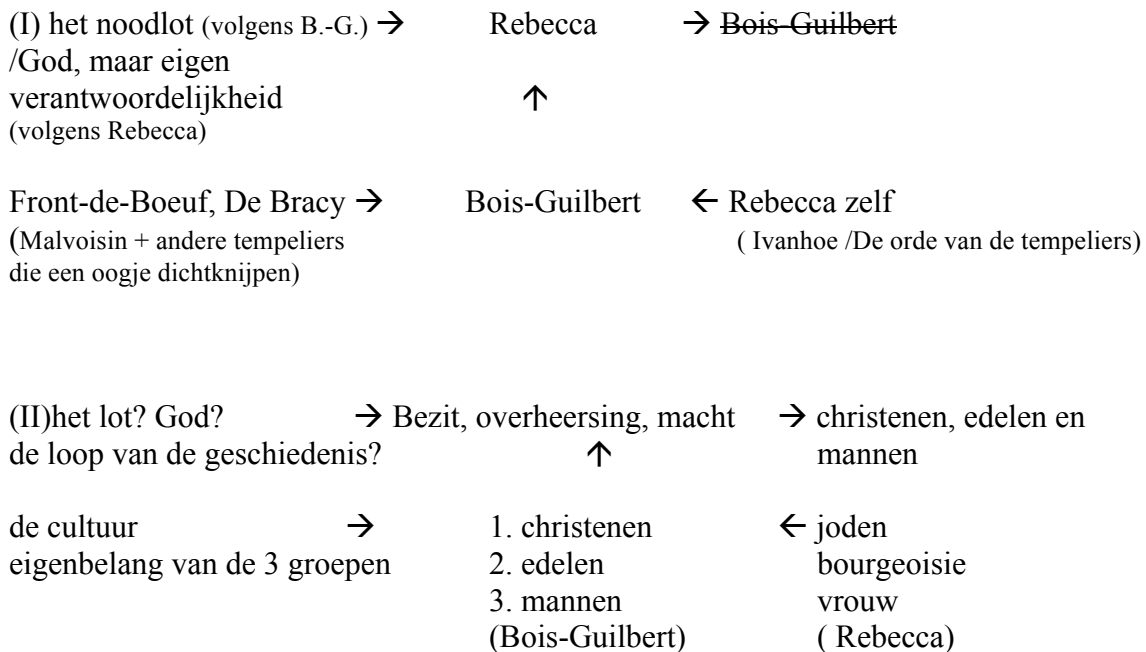 (I) het noodlot (volgens B.-G.) → Rebecca → ~~Bois-Guilbert~~
/God, maar eigen
verantwoordelijkheid ↑
(volgens Rebecca)
Front-de-Boeuf, De Bracy → Bois-Guilbert ← Rebecca zelf
(Malvoisin + andere tempeliers ( Ivanhoe /De orde van de tempeliers)
die een oogje dichtknijpen)
(II)het lot? God? → Bezit, overheersing, macht → christenen, edelen en
de loop van de geschiedenis? ↑ mannen
de cultuur → 1. christenen ← joden
eigenbelang van de 3 groepen 2. edelen bourgeoisie
3. mannen vrouw
(Bois-Guilbert) ( Rebecca)